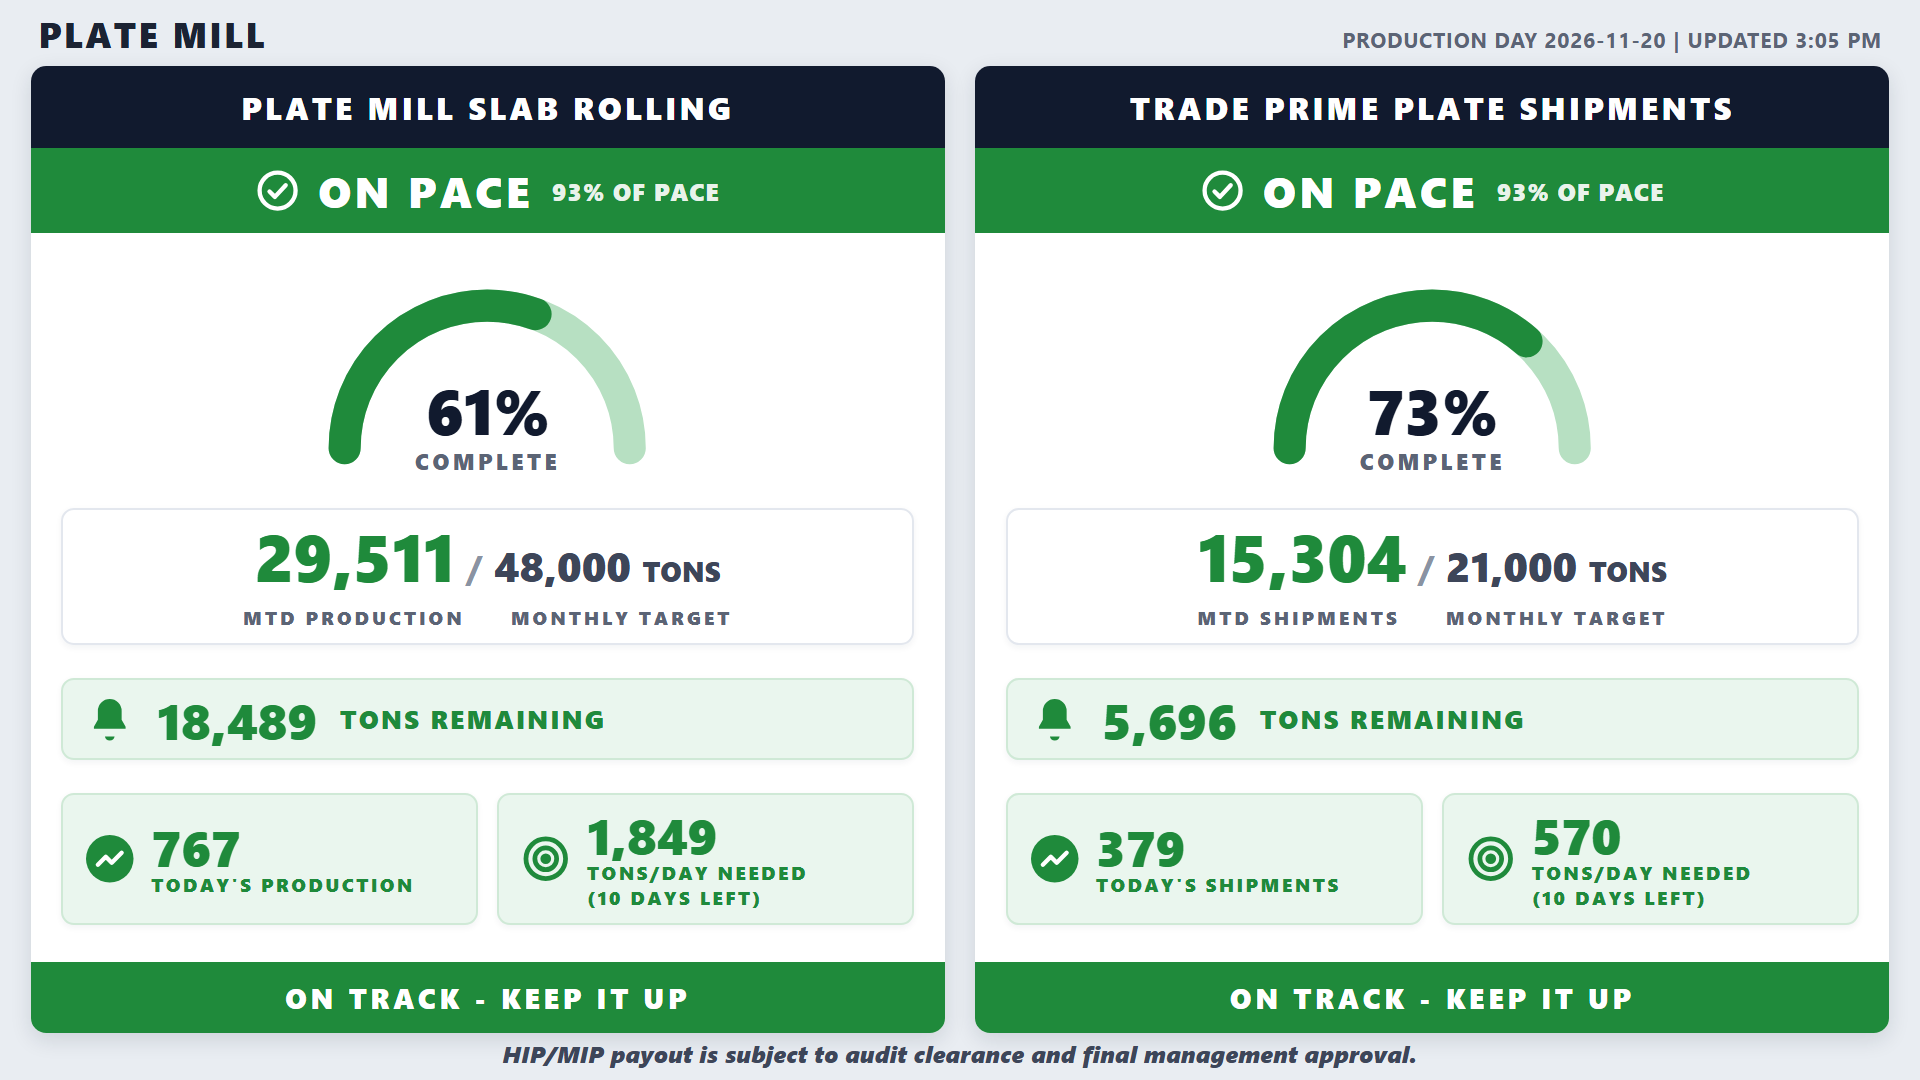 PLATE MILL
PRODUCTION DAY 2026-11-20 | UPDATED 3:05 PM
PLATE MILL SLAB ROLLING
ON PACE 93% OF PACE
61%
COMPLETE
29,511 / 48,000 TONS
MTD PRODUCTION MONTHLY TARGET
18,489 TONS REMAINING
767
TODAY'S PRODUCTION
1,849
TONS/DAY NEEDED
(10 DAYS LEFT)
ON TRACK - KEEP IT UP
TRADE PRIME PLATE SHIPMENTS
ON PACE 93% OF PACE
73%
COMPLETE
15,304 / 21,000 TONS
MTD SHIPMENTS MONTHLY TARGET
5,696 TONS REMAINING
379
TODAY'S SHIPMENTS
570
TONS/DAY NEEDED
(10 DAYS LEFT)
ON TRACK - KEEP IT UP
HIP/MIP payout is subject to audit clearance and final management approval.